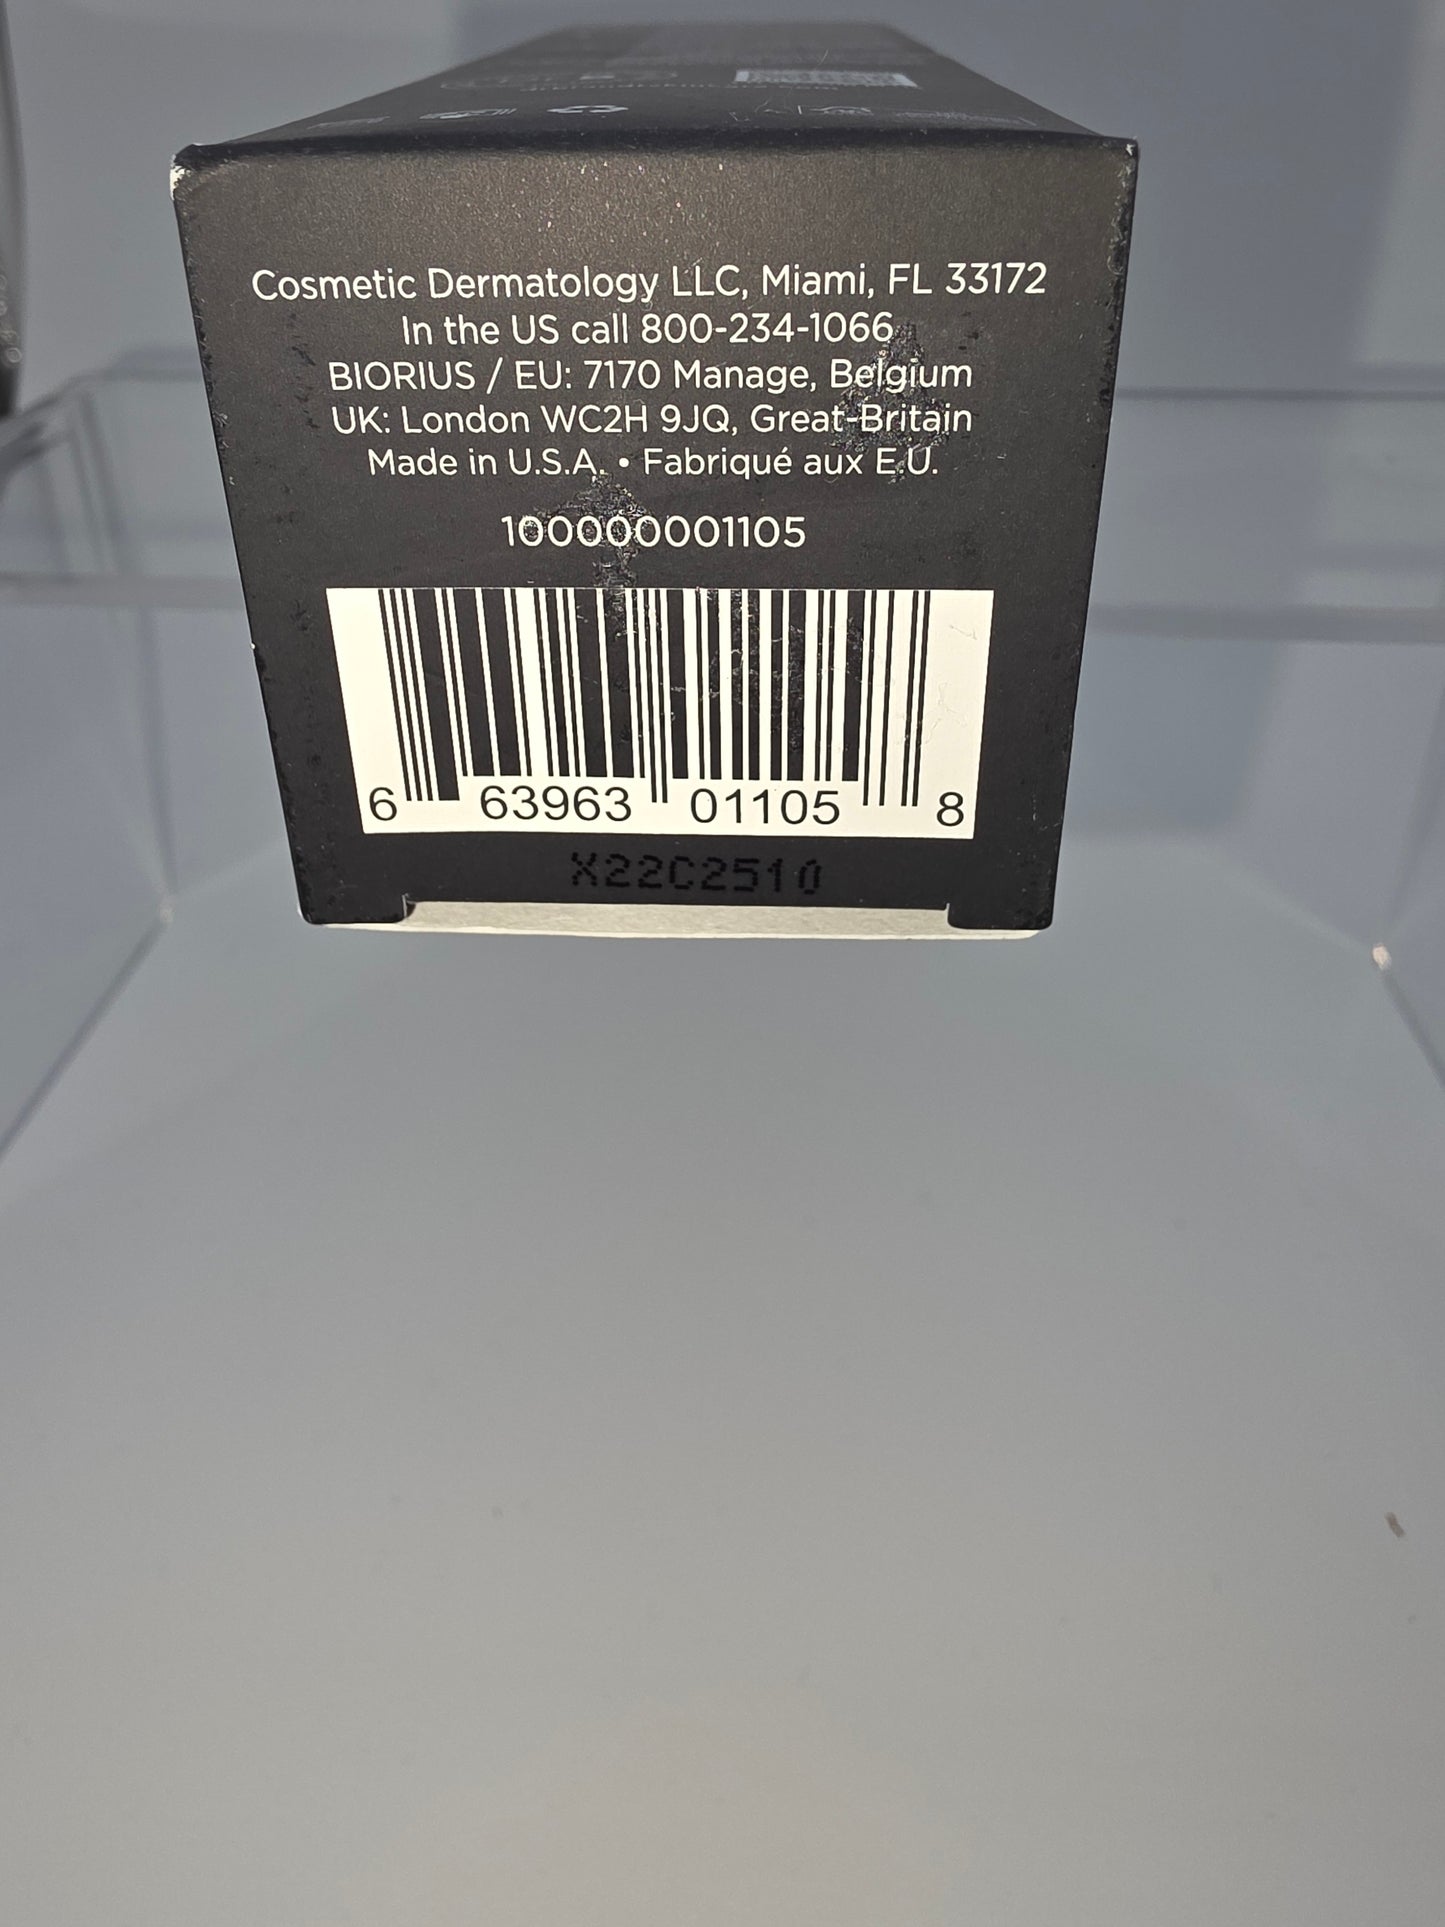 Cosmetic Dermatology LLC, Miami, FL 33172
In the US call 800-234-1066
BIORIUS / EU: 7170 Manage, Belgium
UK: London WC2H 9JQ, Great-Britain
Made in U.S.A. • Fabriqué aux E.U.
100000001105
6 63963 01105 8
X22C2510